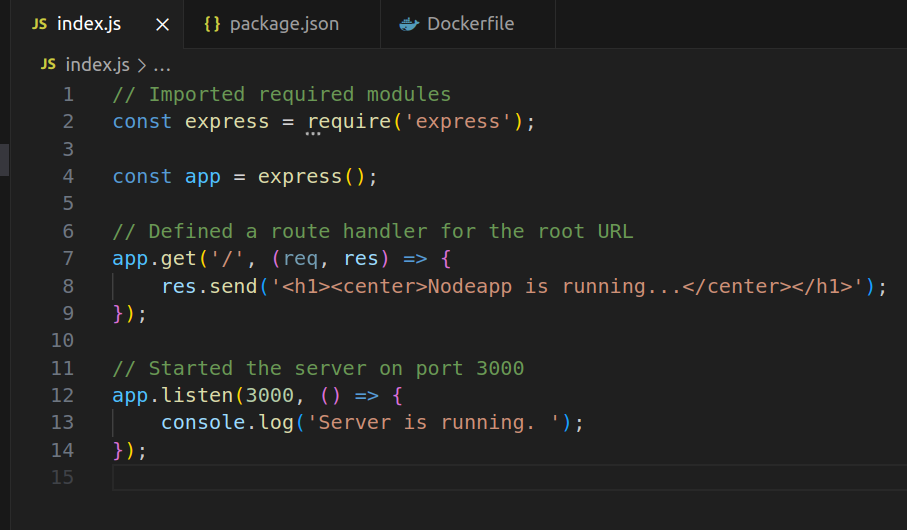 JS index.js × {} package.json Dockerfile
JS index.js > ...
1 // Imported required modules
2 const express = require('express');
3
4 const app = express();
5
6 // Defined a route handler for the root URL
7 app.get('/', (req, res) => {
8     res.send('<h1><center>Nodeapp is running...</center></h1>');
9 });
10
11 // Started the server on port 3000
12 app.listen(3000, () => {
13     console.log('Server is running. ');
14 });
15